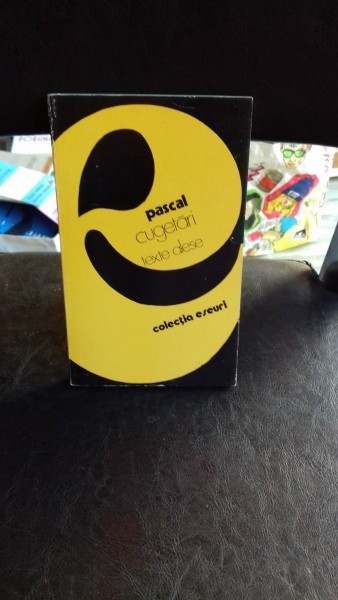 pascal
cugetări
texte alese
colecția eseuri